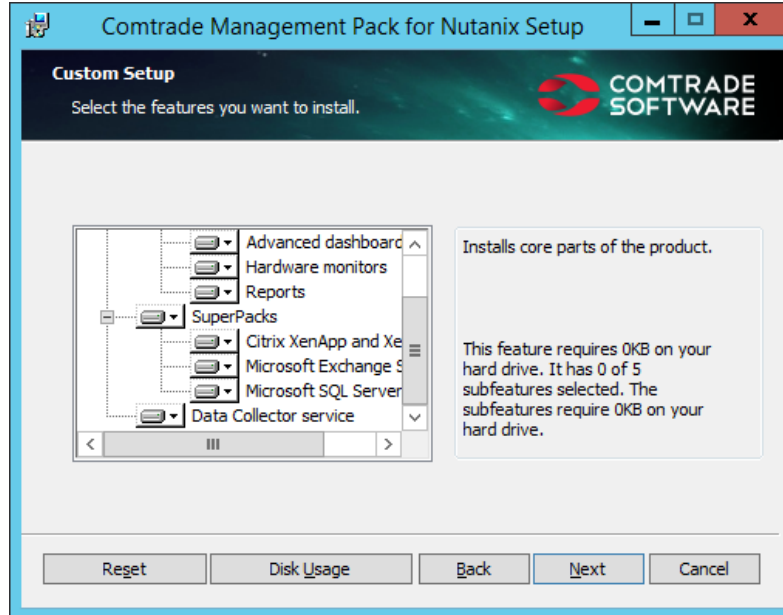 Comtrade Management Pack for Nutanix Setup
Custom Setup
Select the features you want to install.
COMTRADE
SOFTWARE
Advanced dashboard
Hardware monitors
Reports
SuperPacks
Citrix XenApp and Xe
Microsoft Exchange S
Microsoft SQL Server
Data Collector service
Installs core parts of the product.
This feature requires 0KB on your
hard drive. It has 0 of 5
subfeatures selected. The
subfeatures require 0KB on your
hard drive.
Reset
Disk Usage
Back
Next
Cancel